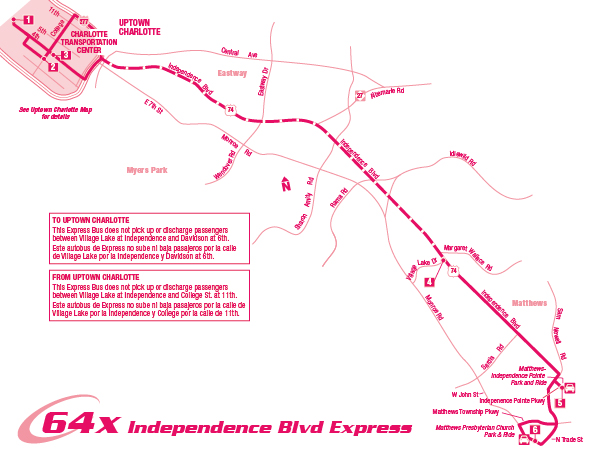 UPTOWN
CHARLOTTE
11th
277
College
5th
4th
1
2
3
CHARLOTTE
TRANSPORTATION
CENTER
See Uptown Charlotte Map
for details
Central Ave
Eastway
Eastway Dr
Independence Blvd
74
27
Albemarle Rd
E 7th St
Monroe Rd
Wendover Rd
Myers Park
N
Sharon Amity Rd
Rama Rd
Independence Blvd
Idlewild Rd
TO UPTOWN CHARLOTTE
This Express Bus does not pick up or discharge passengers
between Village Lake at Independence and Davidson at 6th.
Este autobus de Express no sube ni baja pasajeros por la calle
de Village Lake por la Independence y Davidson at 6th.
FROM UPTOWN CHARLOTTE
This Express Bus does not pick up or discharge passengers
between Village Lake at Independence and College St. at 11th.
Este autobus de Express no sube ni baja pasajeros por la calle de
Village Lake por la Independence y College por la calle de 11th.
Margaret Wallace Rd
Village Lake Dr
4
74
Monroe Rd
Independence Blvd
Matthews
Sam Newell Rd
Sardis Rd
Matthews-
Independence Pointe
Park and Ride
W John St
Independence Pointe Pkwy
5
Matthews Township Pkwy
Matthews Presbyterian Church
Park & Ride
6
N Trade St
64x Independence Blvd Express